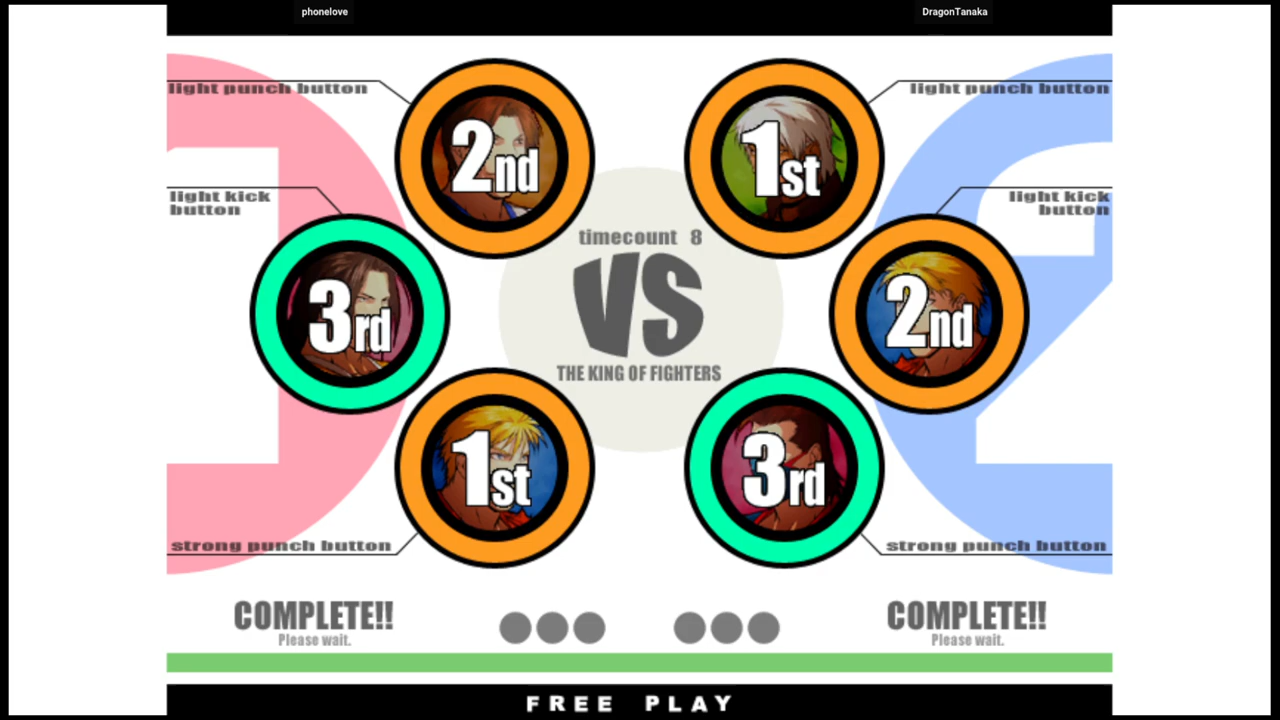 phonelove
DragonTanaka
light punch button
light punch button
2nd
1st
light kick
button
light kick
button
timecount 8
VS
THE KING OF FIGHTERS
3rd
2nd
1st
3rd
strong punch button
strong punch button
COMPLETE!!
Please wait.
COMPLETE!!
Please wait.
FREE PLAY